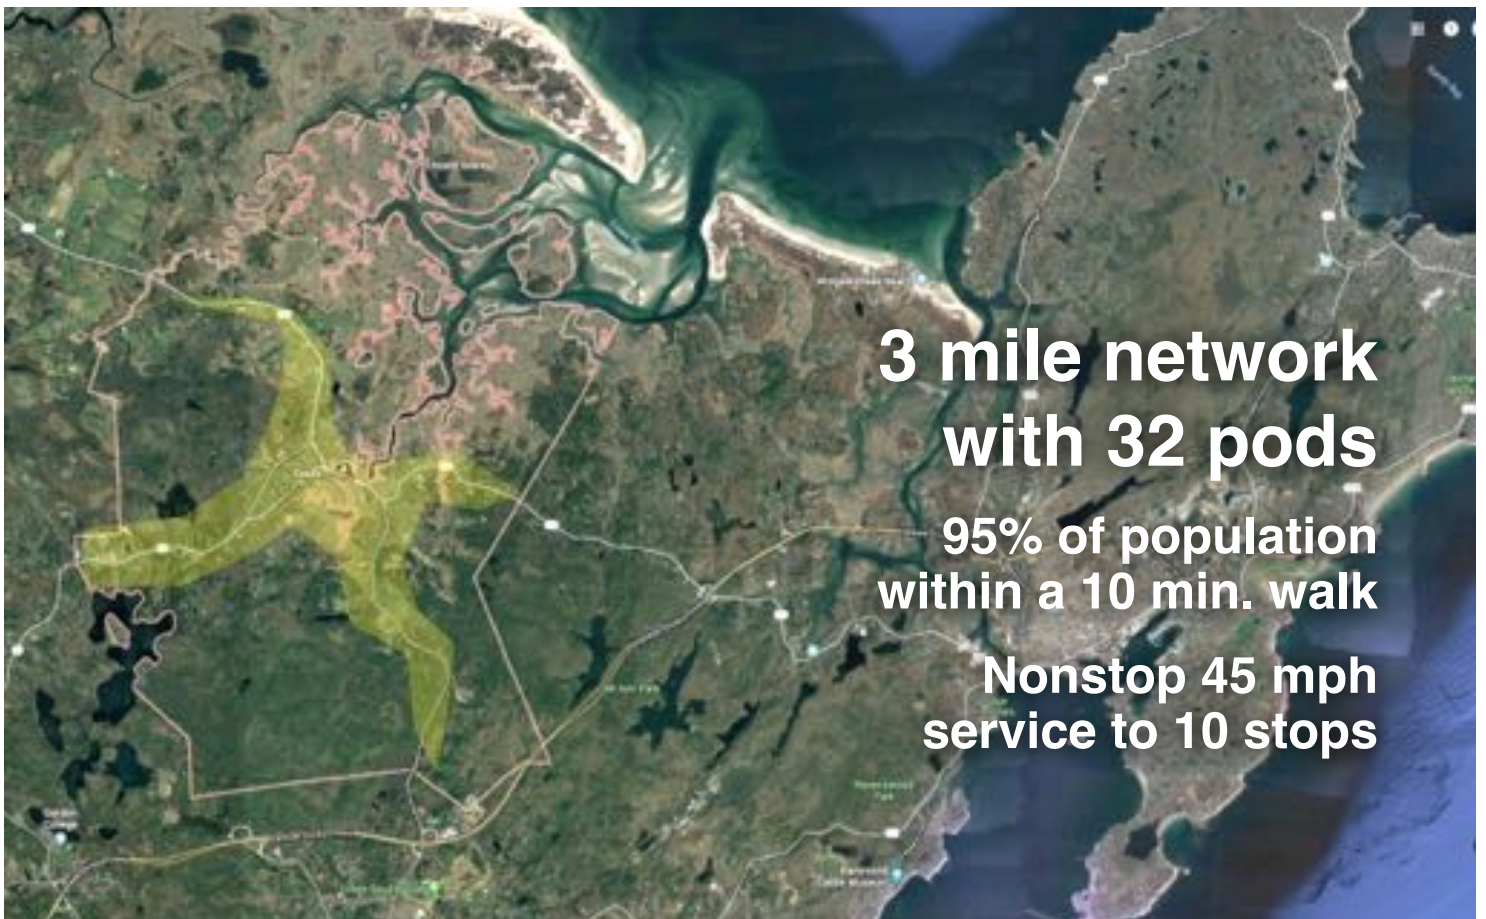 3 mile network
with 32 pods
95% of population
within a 10 min. walk
Nonstop 45 mph
service to 10 stops